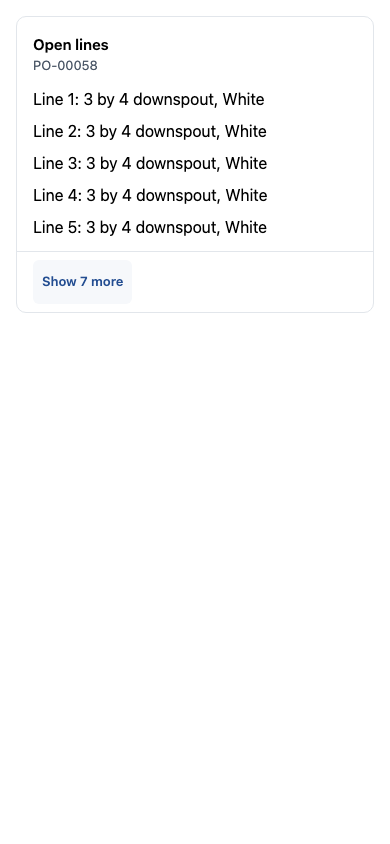 Open lines
PO-00058
Line 1: 3 by 4 downspout, White
Line 2: 3 by 4 downspout, White
Line 3: 3 by 4 downspout, White
Line 4: 3 by 4 downspout, White
Line 5: 3 by 4 downspout, White
Show 7 more